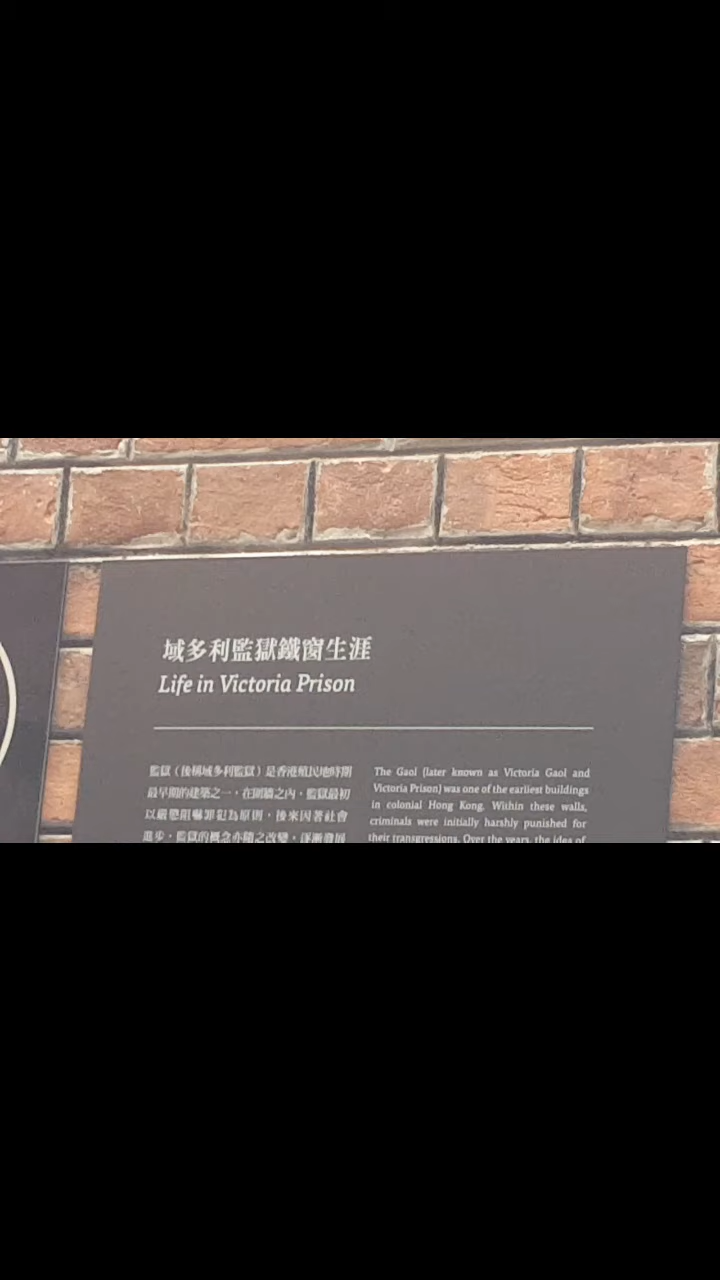 域多利監獄鐵窗生涯
Life in Victoria Prison
監獄（後稱域多利監獄）是香港殖民地時期
最早期的建築之一，在圍牆之內，監獄最初
以嚴懲阻嚇罪犯為原則，後來因著社會
進步，監獄的概念亦隨之改變，逐漸發展
The Gaol (later known as Victoria Gaol and
Victoria Prison) was one of the earliest buildings
in colonial Hong Kong. Within these walls,
criminals were initially harshly punished for
their transgressions. Over the years, the idea of